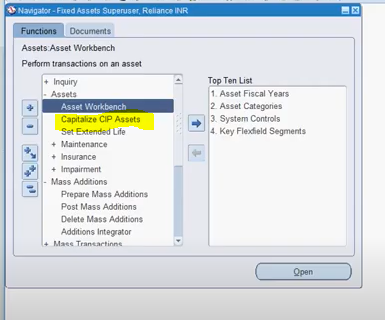 Navigator - Fixed Assets Superuser, Reliance INR
Functions
Documents
Assets:Asset Workbench
Perform transactions on an asset
+ Inquiry
- Assets
Asset Workbench
Capitalize CIP Assets
Set Extended Life
+ Maintenance
+ Insurance
+ Impairment
- Mass Additions
Prepare Mass Additions
Post Mass Additions
Delete Mass Additions
Additions Integrator
+ Mass Transactions
Top Ten List
1. Asset Fiscal Years
2. Asset Categories
3. System Controls
4. Key Flexfield Segments
Open